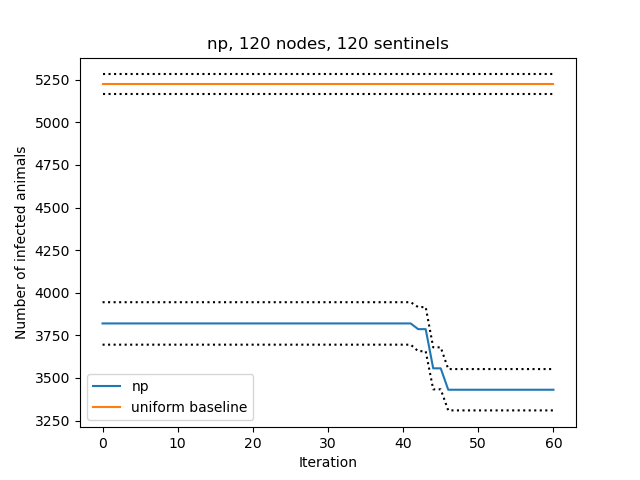 np, 120 nodes, 120 sentinels
Number of infected animals
5250
5000
4750
4500
4250
4000
3750
3500
3250
np
uniform baseline
0 10 20 30 40 50 60
Iteration